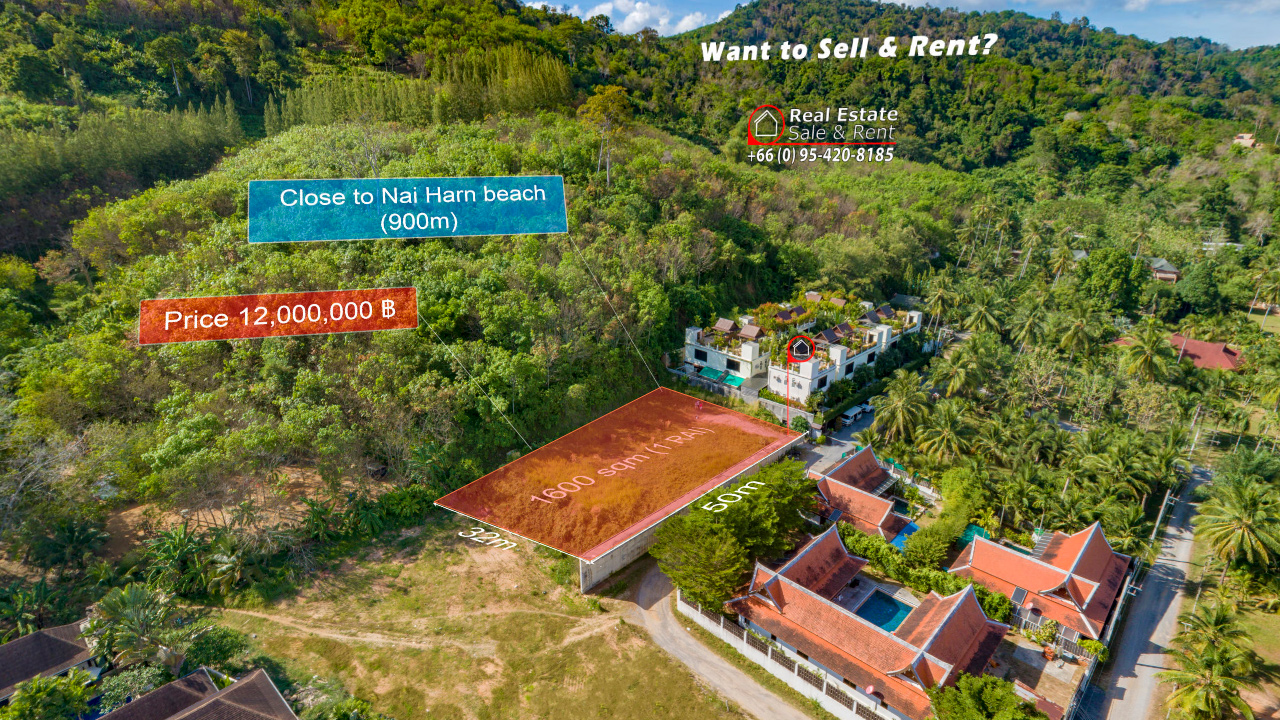 Want to Sell & Rent?
Real Estate
Sale & Rent
+66 (0) 95-420-8185
Close to Nai Harn beach
(900m)
Price 12,000,000 ฿
1600 sqm (1 RAI)
50m
32m